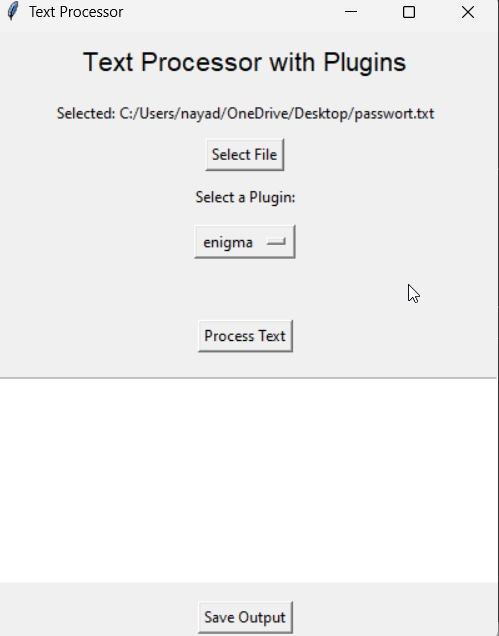 Text Processor
Text Processor with Plugins
Selected: C:/Users/nayad/OneDrive/Desktop/passwort.txt
Select File
Select a Plugin:
enigma
Process Text
Save Output